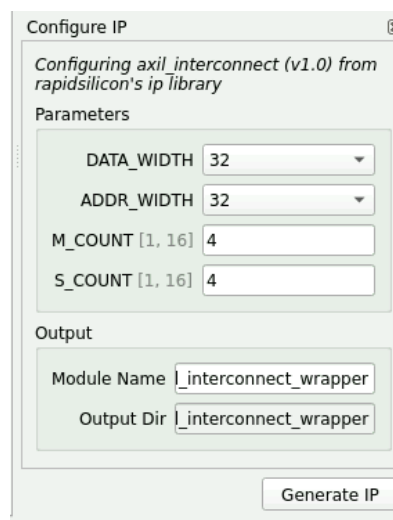 Configure IP
Configuring axil_interconnect (v1.0) from
rapidsilicon's ip library
Parameters
DATA_WIDTH 32
ADDR_WIDTH 32
M_COUNT [1, 16] 4
S_COUNT [1, 16] 4
Output
Module Name l_interconnect_wrapper
Output Dir l_interconnect_wrapper
Generate IP